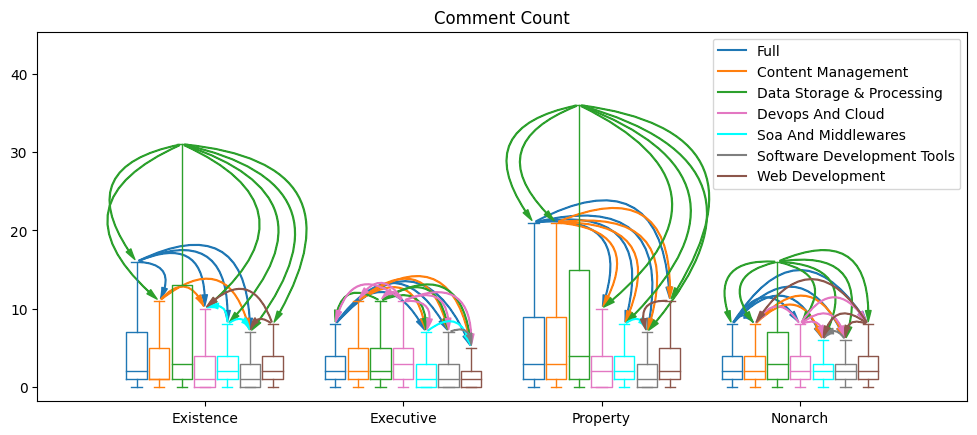 Comment Count
40
30
20
10
0
Full
Content Management
Data Storage & Processing
Devops And Cloud
Soa And Middlewares
Software Development Tools
Web Development
Existence
Executive
Property
Nonarch